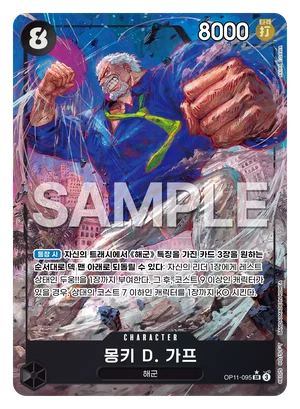 8
8000
타격
打
SAMPLE
등장 시 자신의 트래시에서 《해군》 특징을 가진 카드 3장을 원하는
순서대로 덱 맨 아래로 되돌릴 수 있다: 자신의 리더 1장에게 레스트
상태인 두웅!!을 1장까지 부여한다. 그 후, 코스트 9 이상인 캐릭터가
있을 경우, 상대의 코스트 7 이하인 캐릭터를 1장까지 KO 시킨다.
CHARACTER
몽키 D. 가프
해군
OP11-095 SR
3